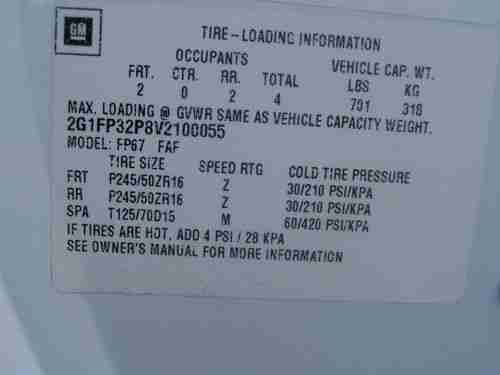 GM
TIRE-LOADING INFORMATION
OCCUPANTS VEHICLE CAP. WT.
FRT. CTR. RR. TOTAL LBS KG
2 0 2 4 701 318
MAX. LOADING @ GVWR SAME AS VEHICLE CAPACITY WEIGHT.
2G1FP32P8V2100055
MODEL: FP67 FAF
TIRE SIZE SPEED RTG COLD TIRE PRESSURE
FRT P245/50ZR16 Z 30/210 PSI/KPA
RR P245/50ZR16 Z 30/210 PSI/KPA
SPA T125/70D15 M 60/420 PSI/KPA
IF TIRES ARE HOT, ADD 4 PSI / 28 KPA
SEE OWNER'S MANUAL FOR MORE INFORMATION